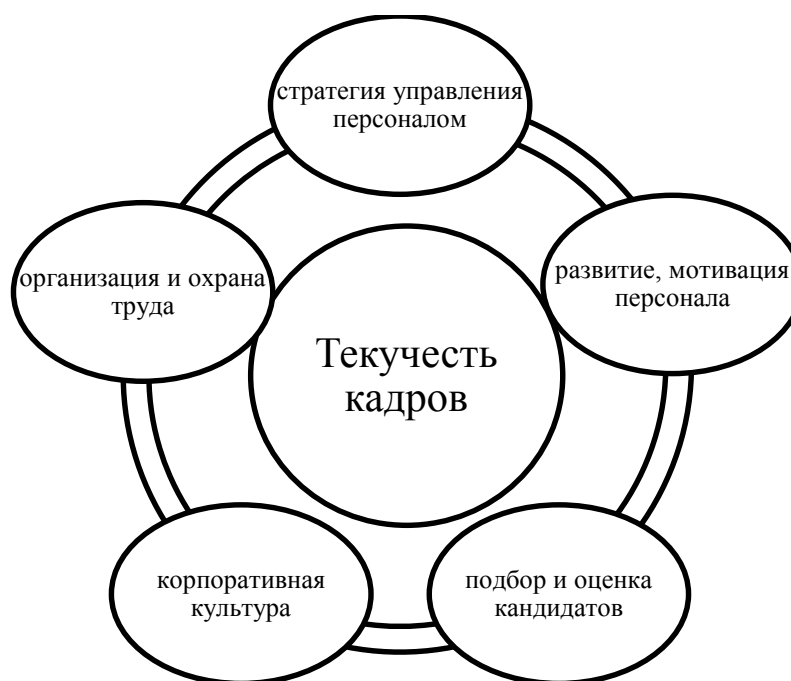 стратегия управления
персоналом
организация и охрана
труда
развитие, мотивация
персонала
Текучесть
кадров
корпоративная
культура
подбор и оценка
кандидатов